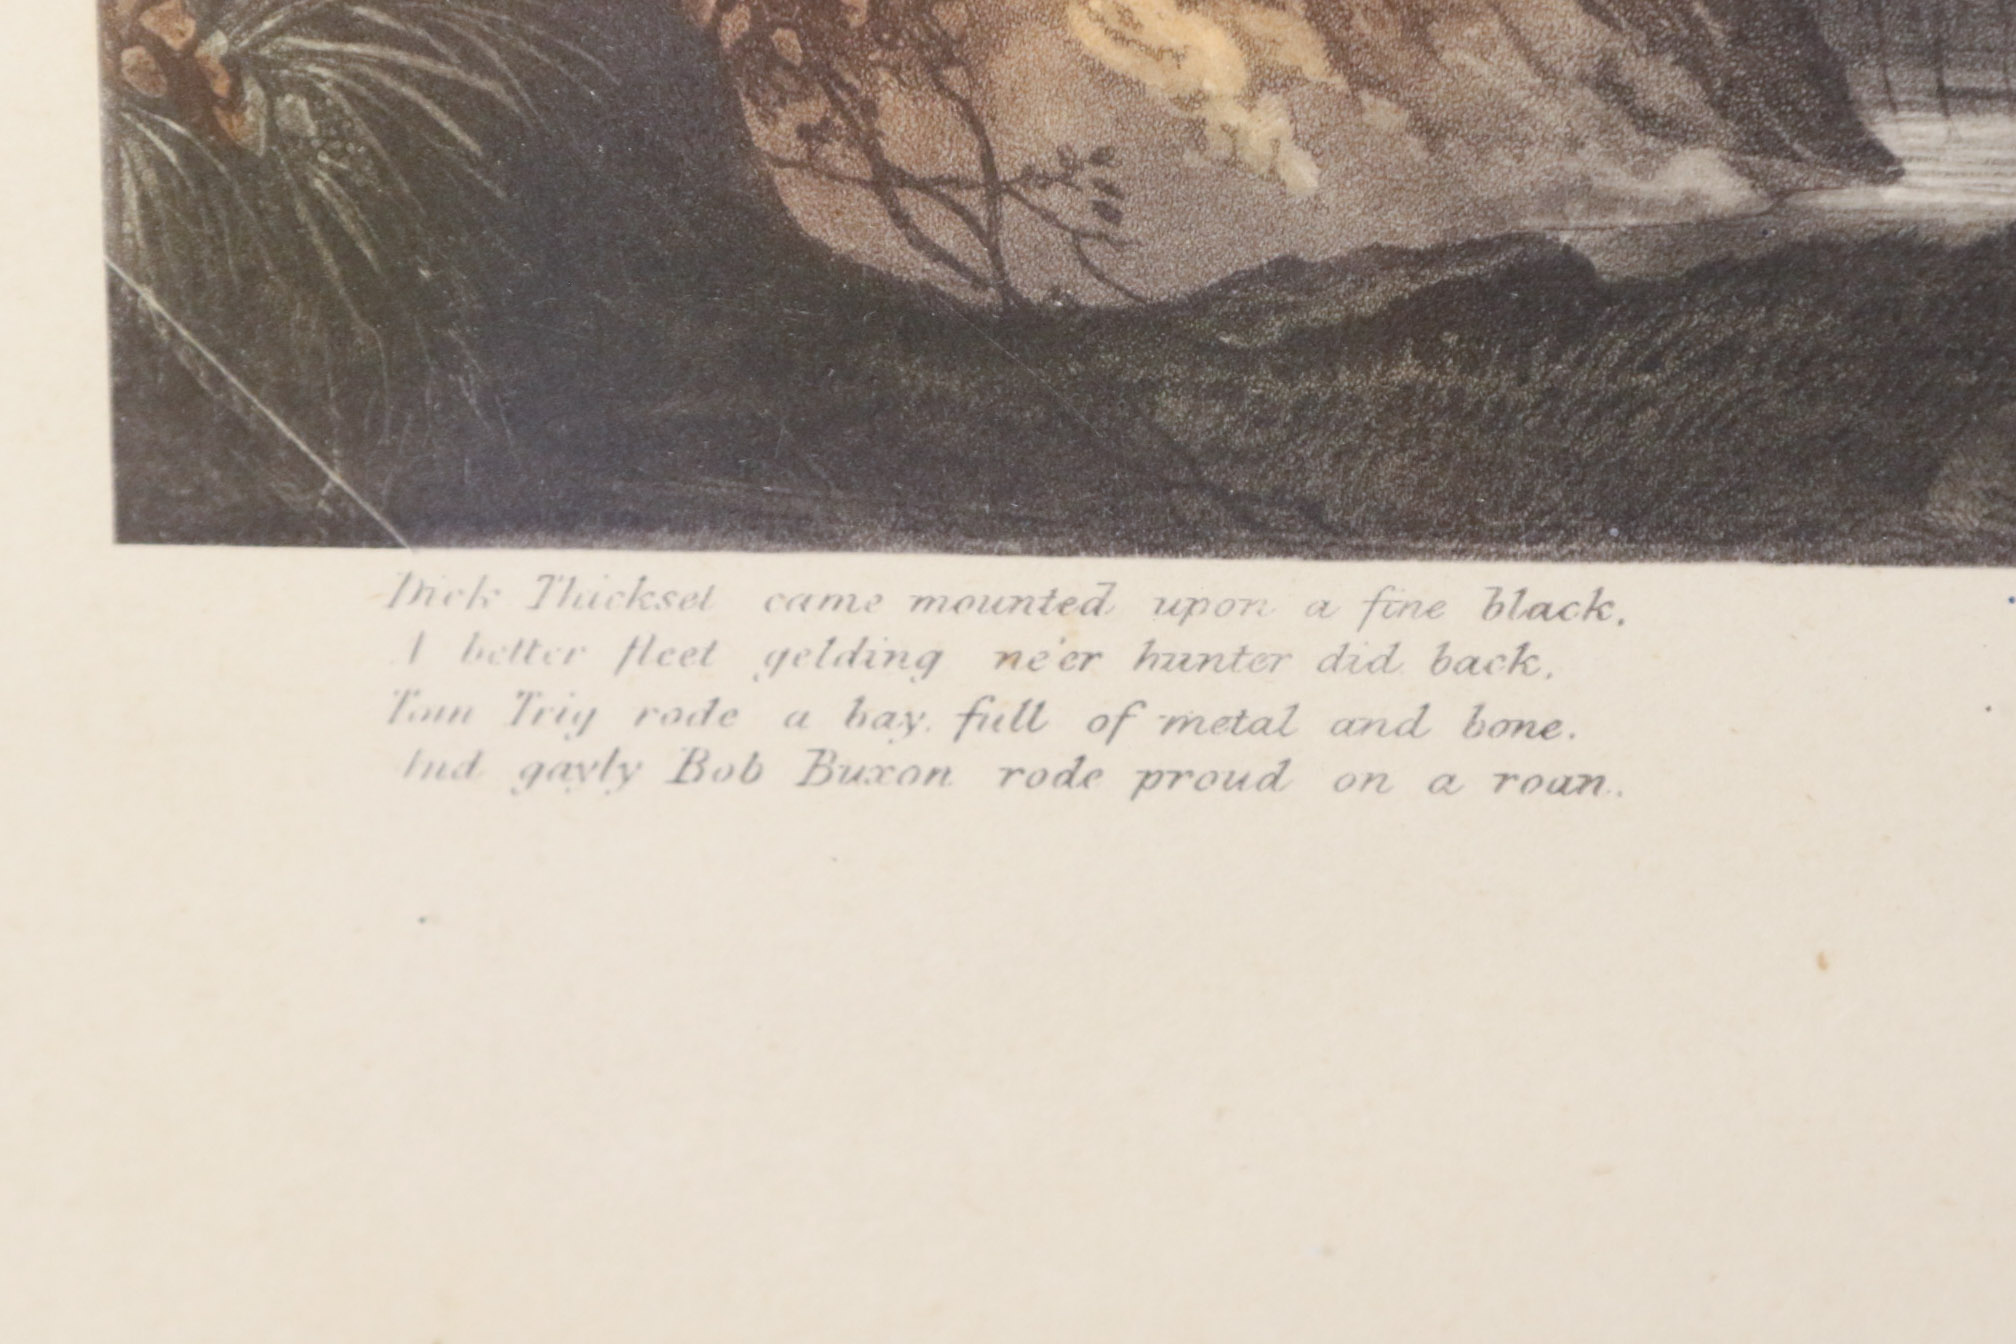 Dick Thickset came mounted upon a fine black.
A better fleet gelding ne'er hunter did back.
Tom Trig rode a bay, full of metal and bone.
And gayly Bob Buxon rode proud on a roan.